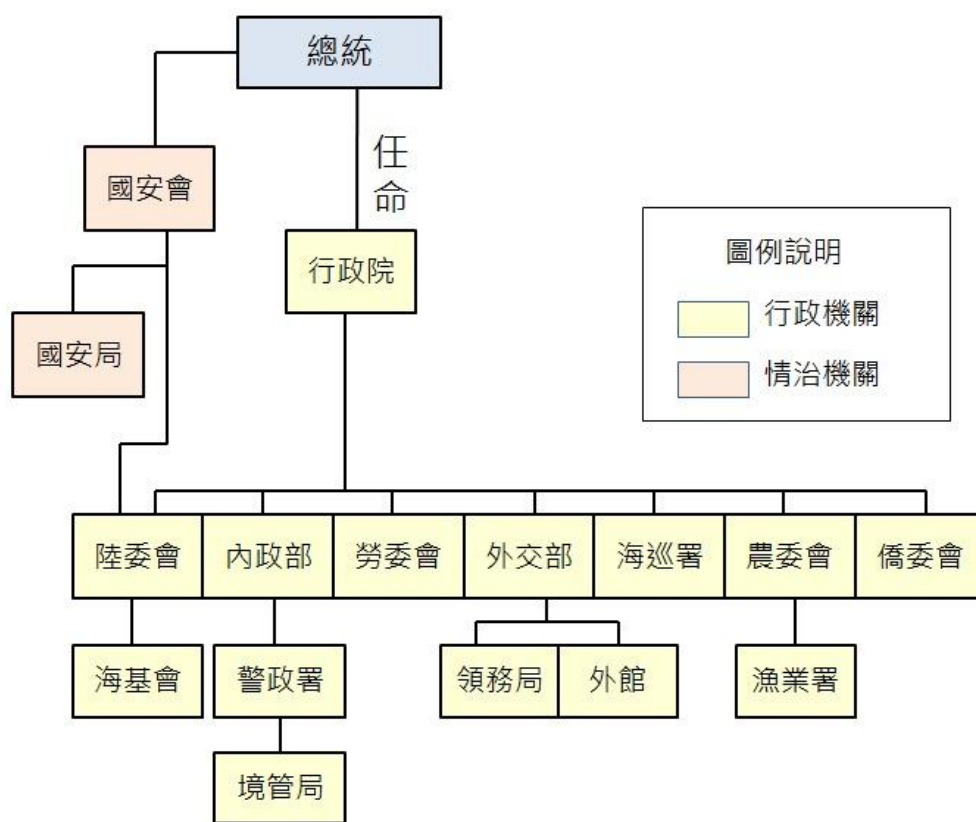 總統
任命
國安會
行政院
國安局
圖例說明
行政機關
情治機關
陸委會
內政部
勞委會
外交部
海巡署
農委會
僑委會
海基會
警政署
領務局
外館
漁業署
境管局